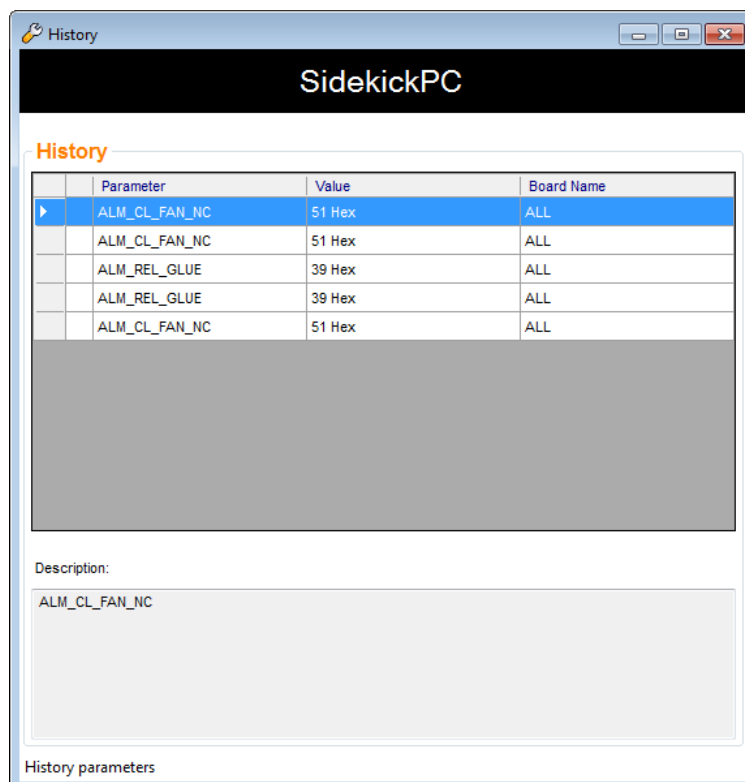 History
SidekickPC
History
Parameter Value Board Name
ALM_CL_FAN_NC 51 Hex ALL
ALM_CL_FAN_NC 51 Hex ALL
ALM_REL_GLUE 39 Hex ALL
ALM_REL_GLUE 39 Hex ALL
ALM_CL_FAN_NC 51 Hex ALL
Description:
ALM_CL_FAN_NC
History parameters